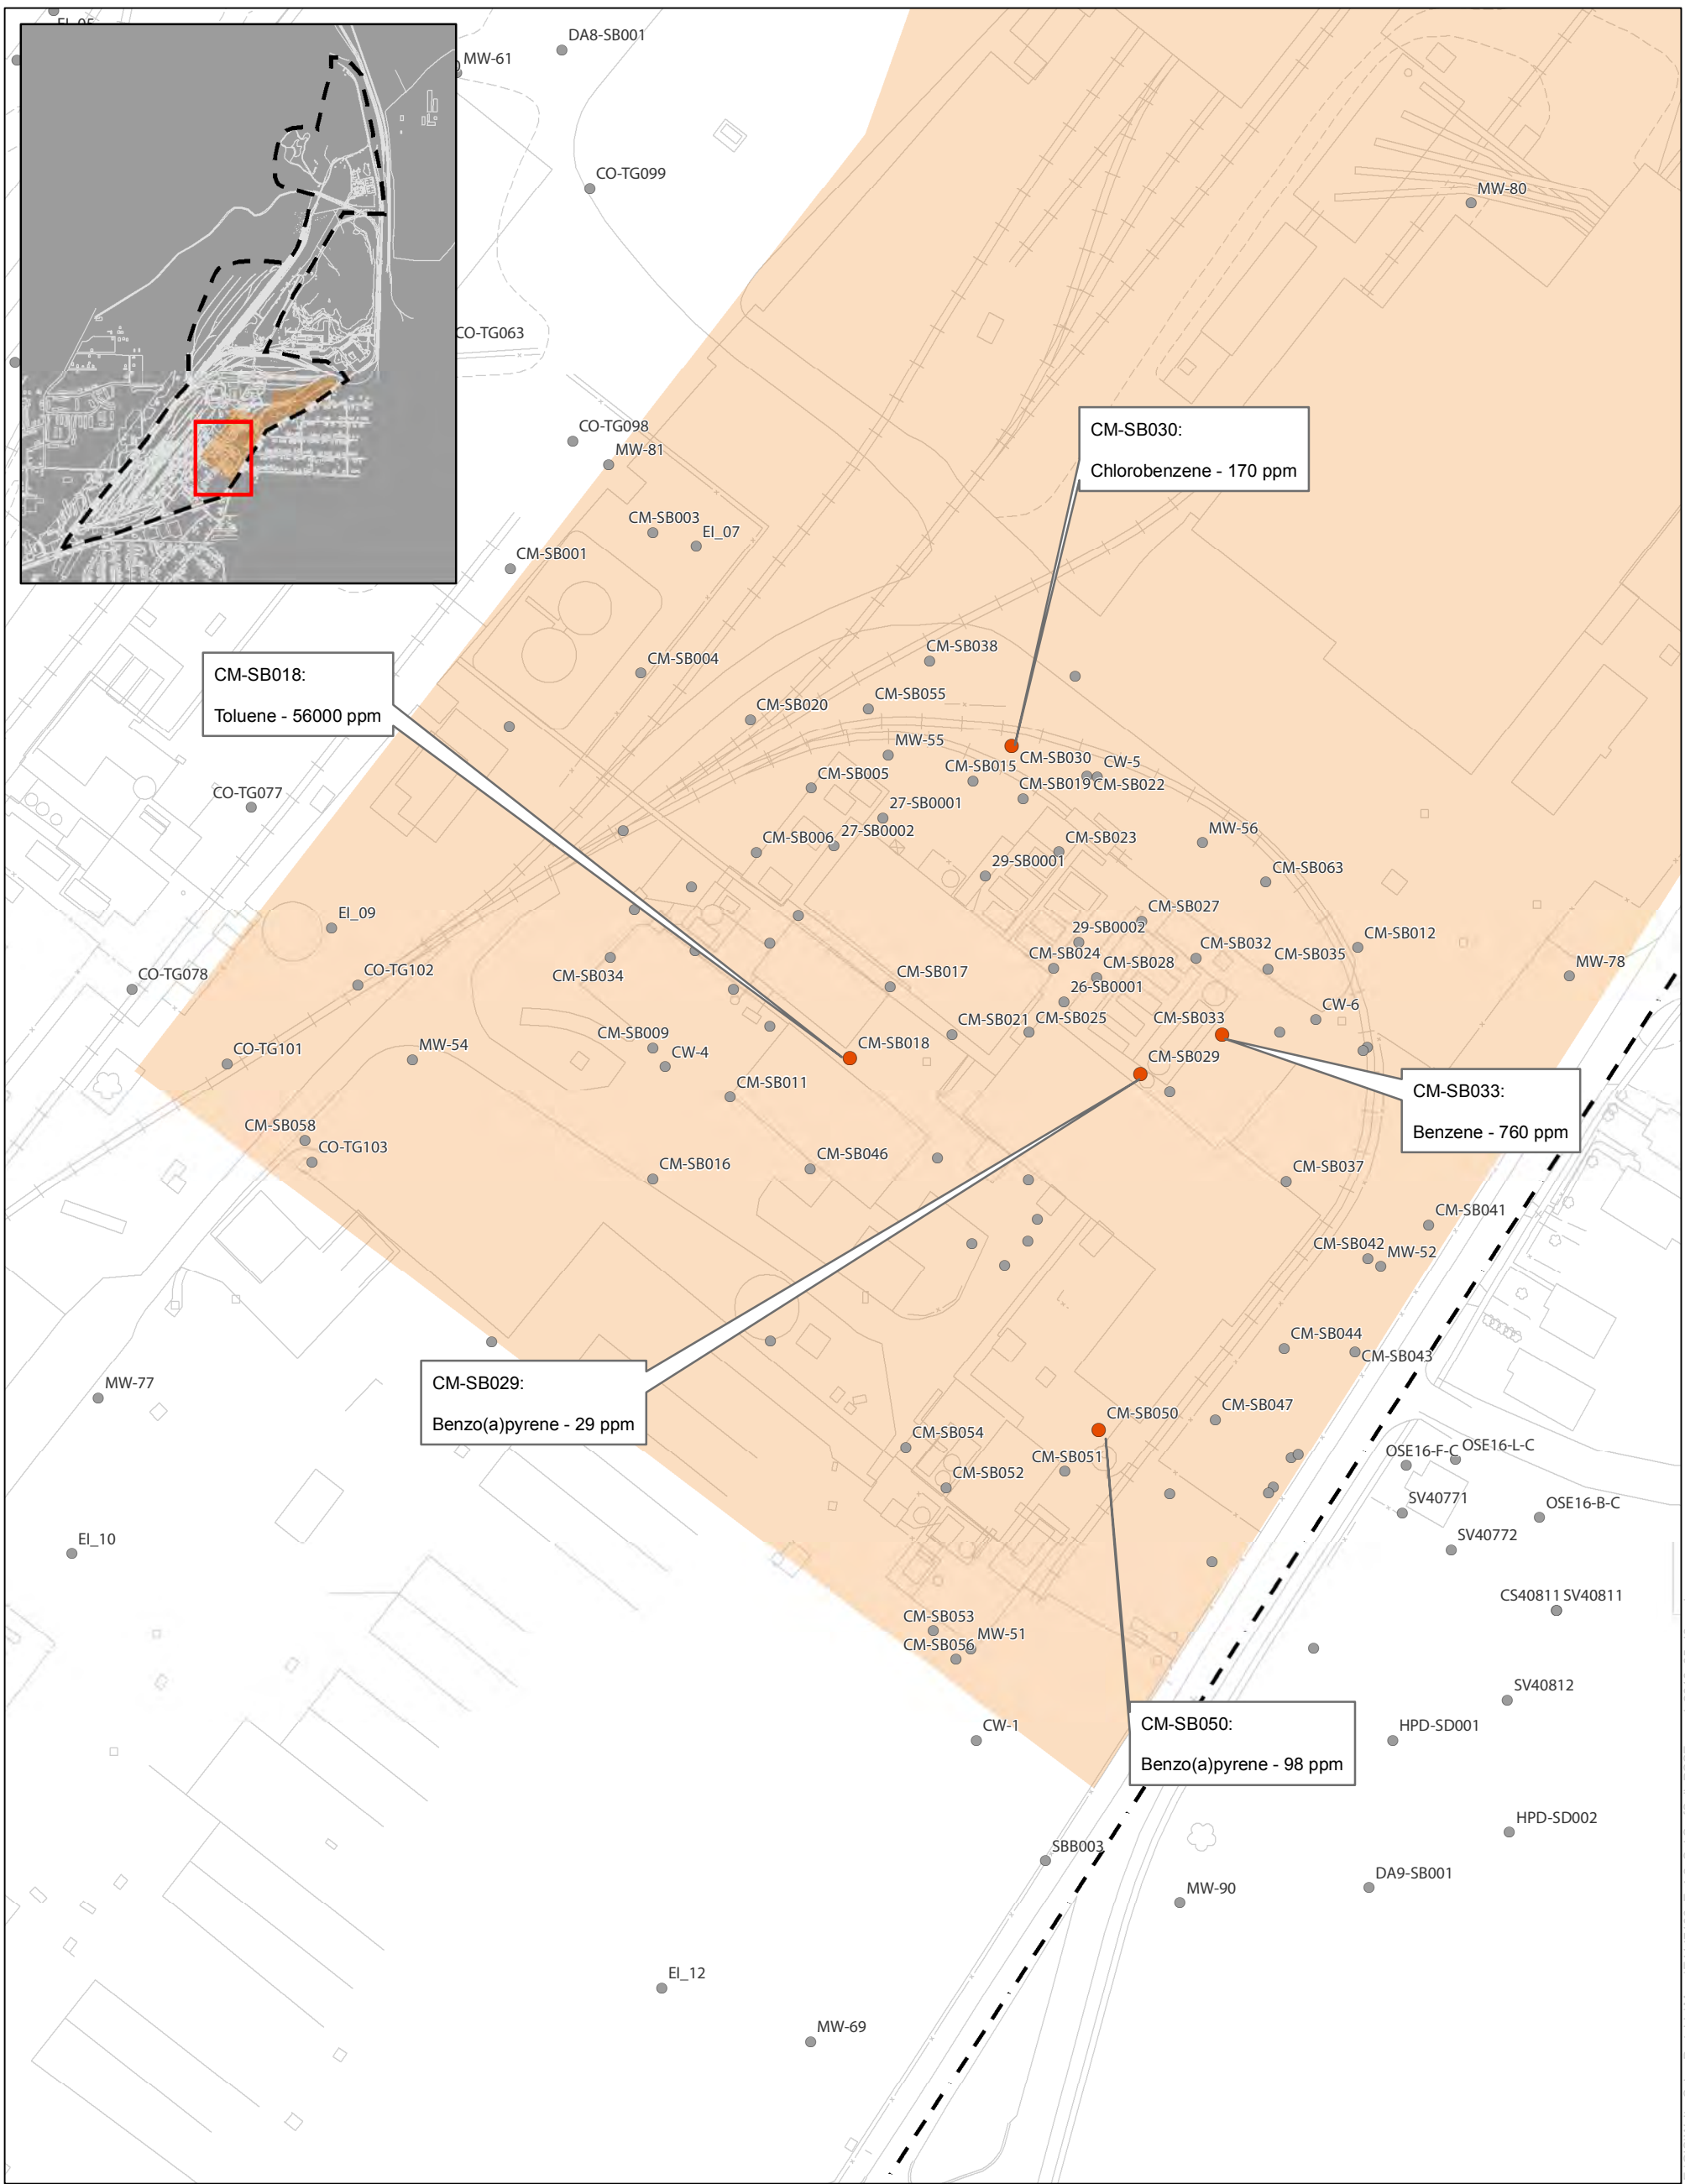 DA8-SB001
MW-61
CO-TG099
MW-80
CO-TG063
CM-SB030:
Chlorobenzene - 170 ppm
CO-TG098
MW-81
CM-SB003
EI_07
CM-SB001
CM-SB038
CM-SB004
CM-SB018:
Toluene - 56000 ppm
CM-SB055
CM-SB020
MW-55
CM-SB030
CW-5
CM-SB015
CM-SB005
CM-SB019
CM-SB022
CO-TG077
27-SB0001
27-SB0002
MW-56
CM-SB006
CM-SB023
29-SB0001
CM-SB063
EI_09
CM-SB027
29-SB0002
CM-SB012
CM-SB032
CM-SB024
CM-SB035
MW-78
CO-TG078
CO-TG102
CM-SB034
CM-SB017
CM-SB028
26-SB0001
CW-6
CM-SB033
CM-SB009
CM-SB021
CM-SB025
CM-SB018
CO-TG101
MW-54
CW-4
CM-SB029
CM-SB011
CM-SB033:
Benzene - 760 ppm
CM-SB058
CO-TG103
CM-SB016
CM-SB046
CM-SB037
CM-SB041
CM-SB042
MW-52
CM-SB044
CM-SB043
MW-77
CM-SB029:
Benzo(a)pyrene - 29 ppm
CM-SB047
CM-SB050
CM-SB054
CM-SB051
OSE16-F-C
OSE16-L-C
CM-SB052
SV40771
OSE16-B-C
EI_10
SV40772
CS40811
SV40811
CM-SB053
MW-51
CM-SB056
SV40812
CW-1
CM-SB050:
Benzo(a)pyrene - 98 ppm
HPD-SD001
HPD-SD002
SBB003
DA9-SB001
MW-90
EI_12
MW-69